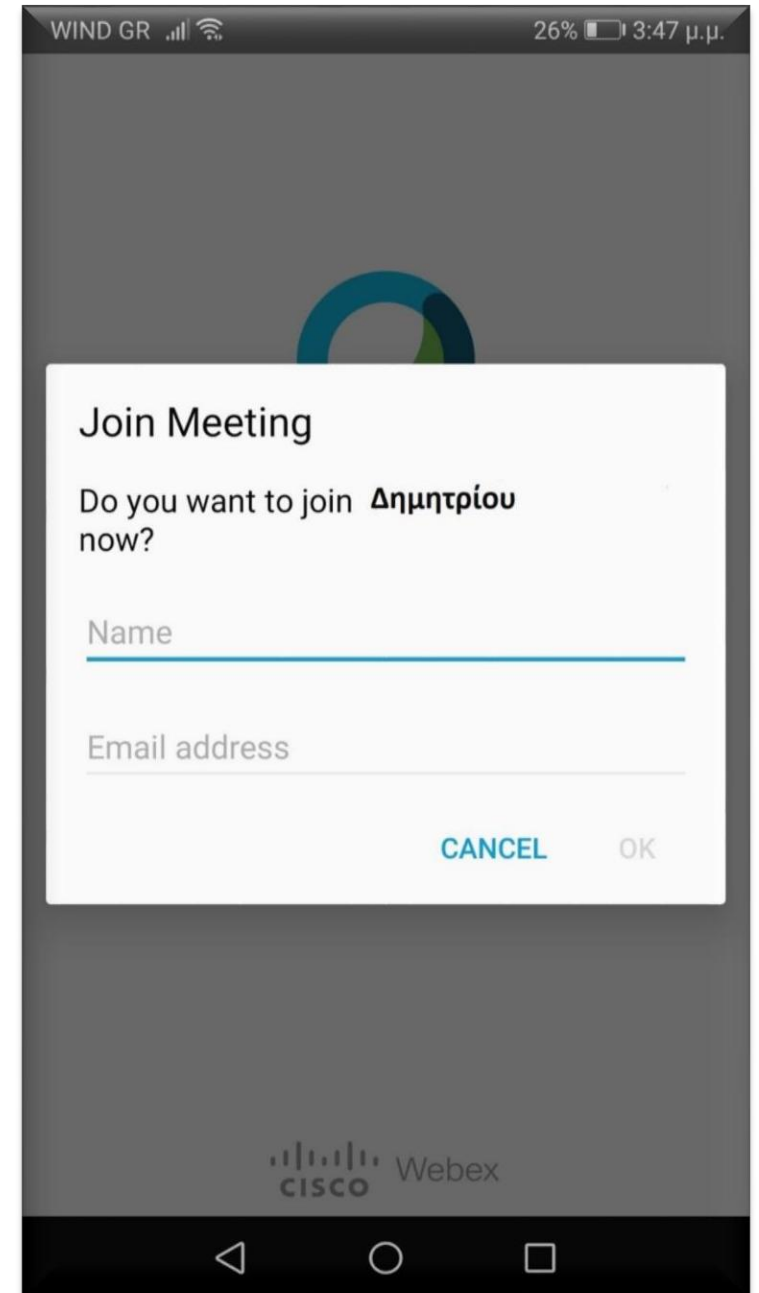 WIND GR 26% 3:47 μ.μ.
Join Meeting
Do you want to join Δημητρίου
now?
Name
Email address
CANCEL OK
CISCO Webex